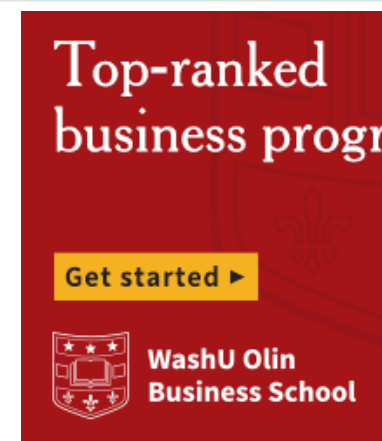 Top-ranked
business progr
Get started ►
WashU Olin
Business School